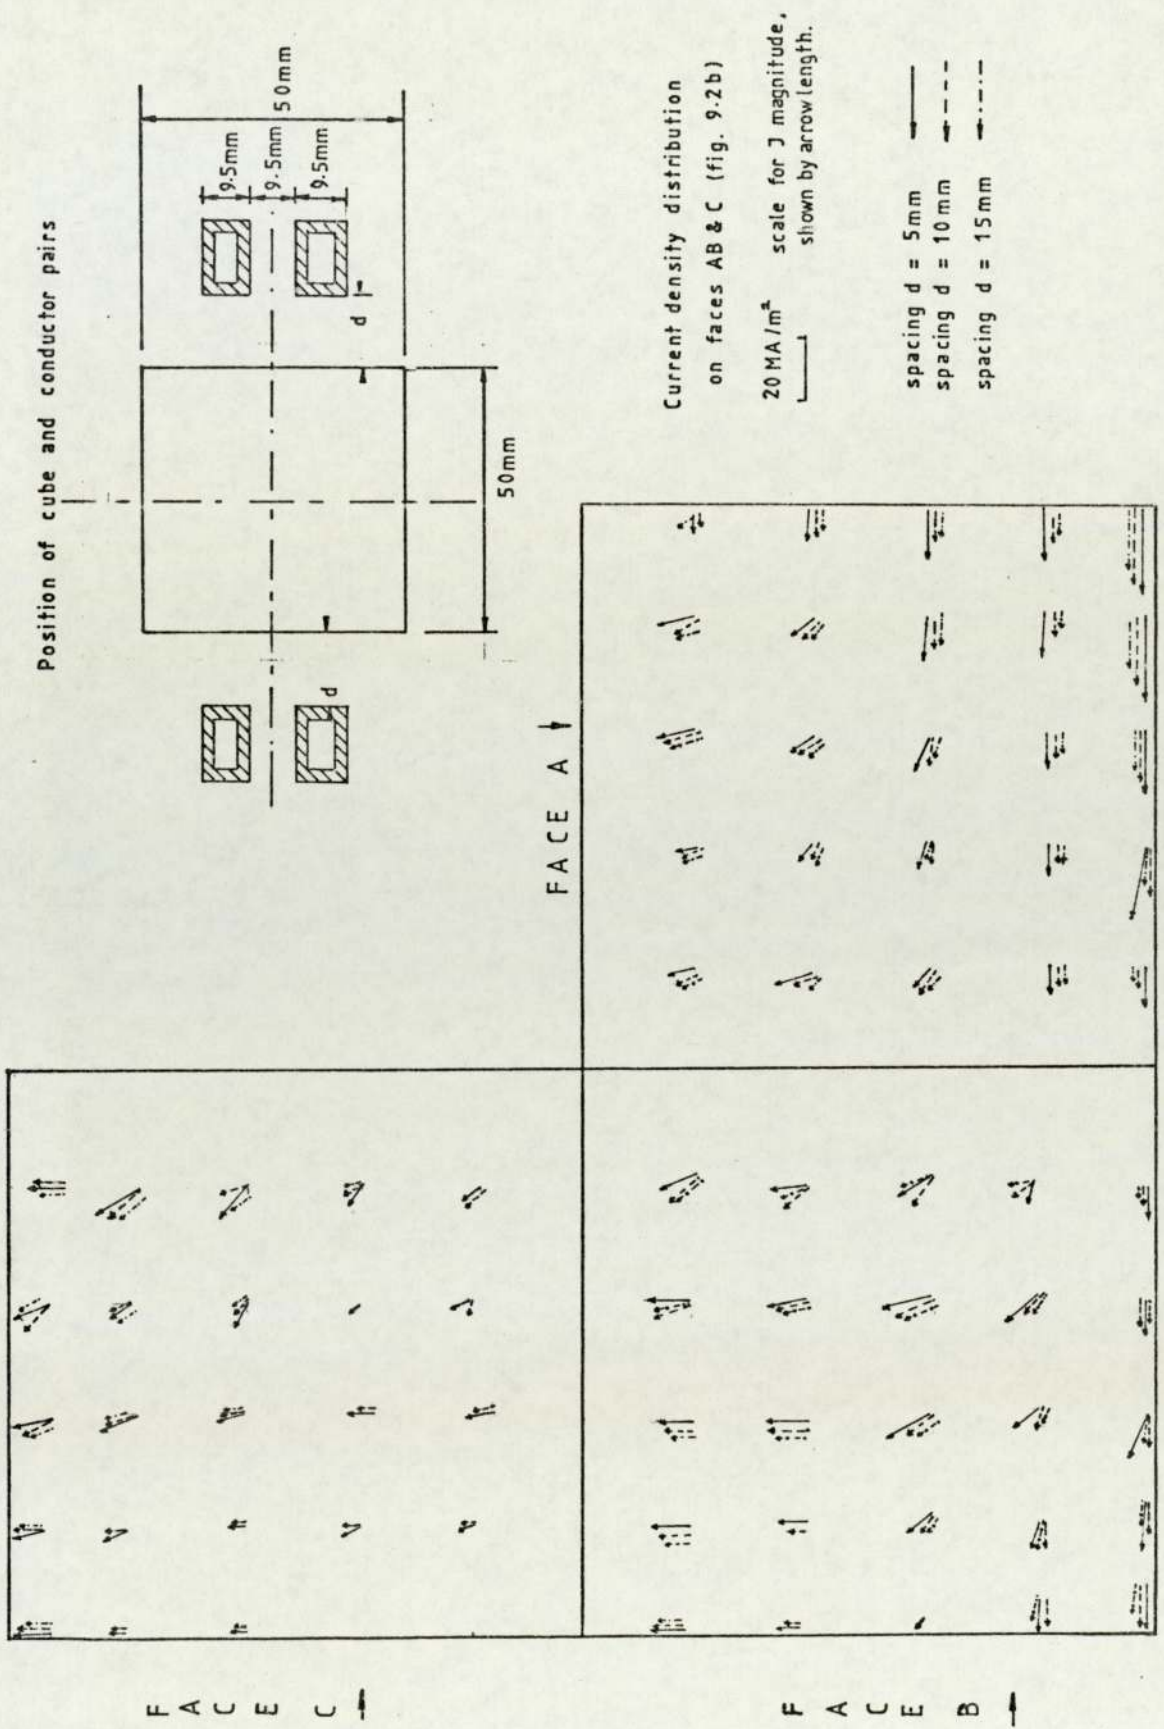 Position of cube and conductor pairs
50mm
9.5mm
9.5mm
9.5mm
d
d
50mm
Current density distribution
on faces AB & C (fig. 9.2b)
20 MA/m²
scale for J magnitude,
shown by arrow length.
spacing d = 5mm
spacing d = 10mm
spacing d = 15mm
FACE A
FACE C
FACE B